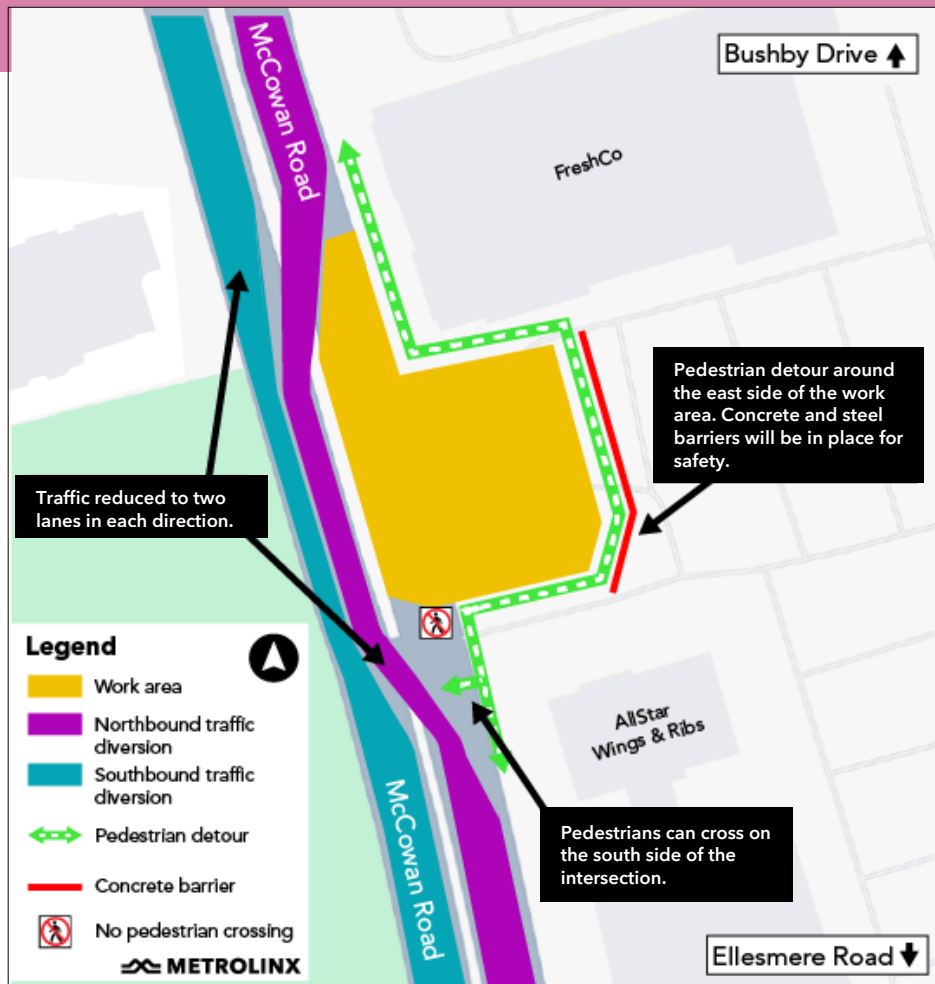 McCowan Road
Bushby Drive
FreshCo
Pedestrian detour around
the east side of the work
area. Concrete and steel
barriers will be in place for
safety.
Traffic reduced to two
lanes in each direction.
AllStar
Wings & Ribs
McCowan Road
Pedestrians can cross on
the south side of the
intersection.
Legend
Work area
Northbound traffic
diversion
Southbound traffic
diversion
Pedestrian detour
Concrete barrier
No pedestrian crossing
METROLINX
Ellesmere Road